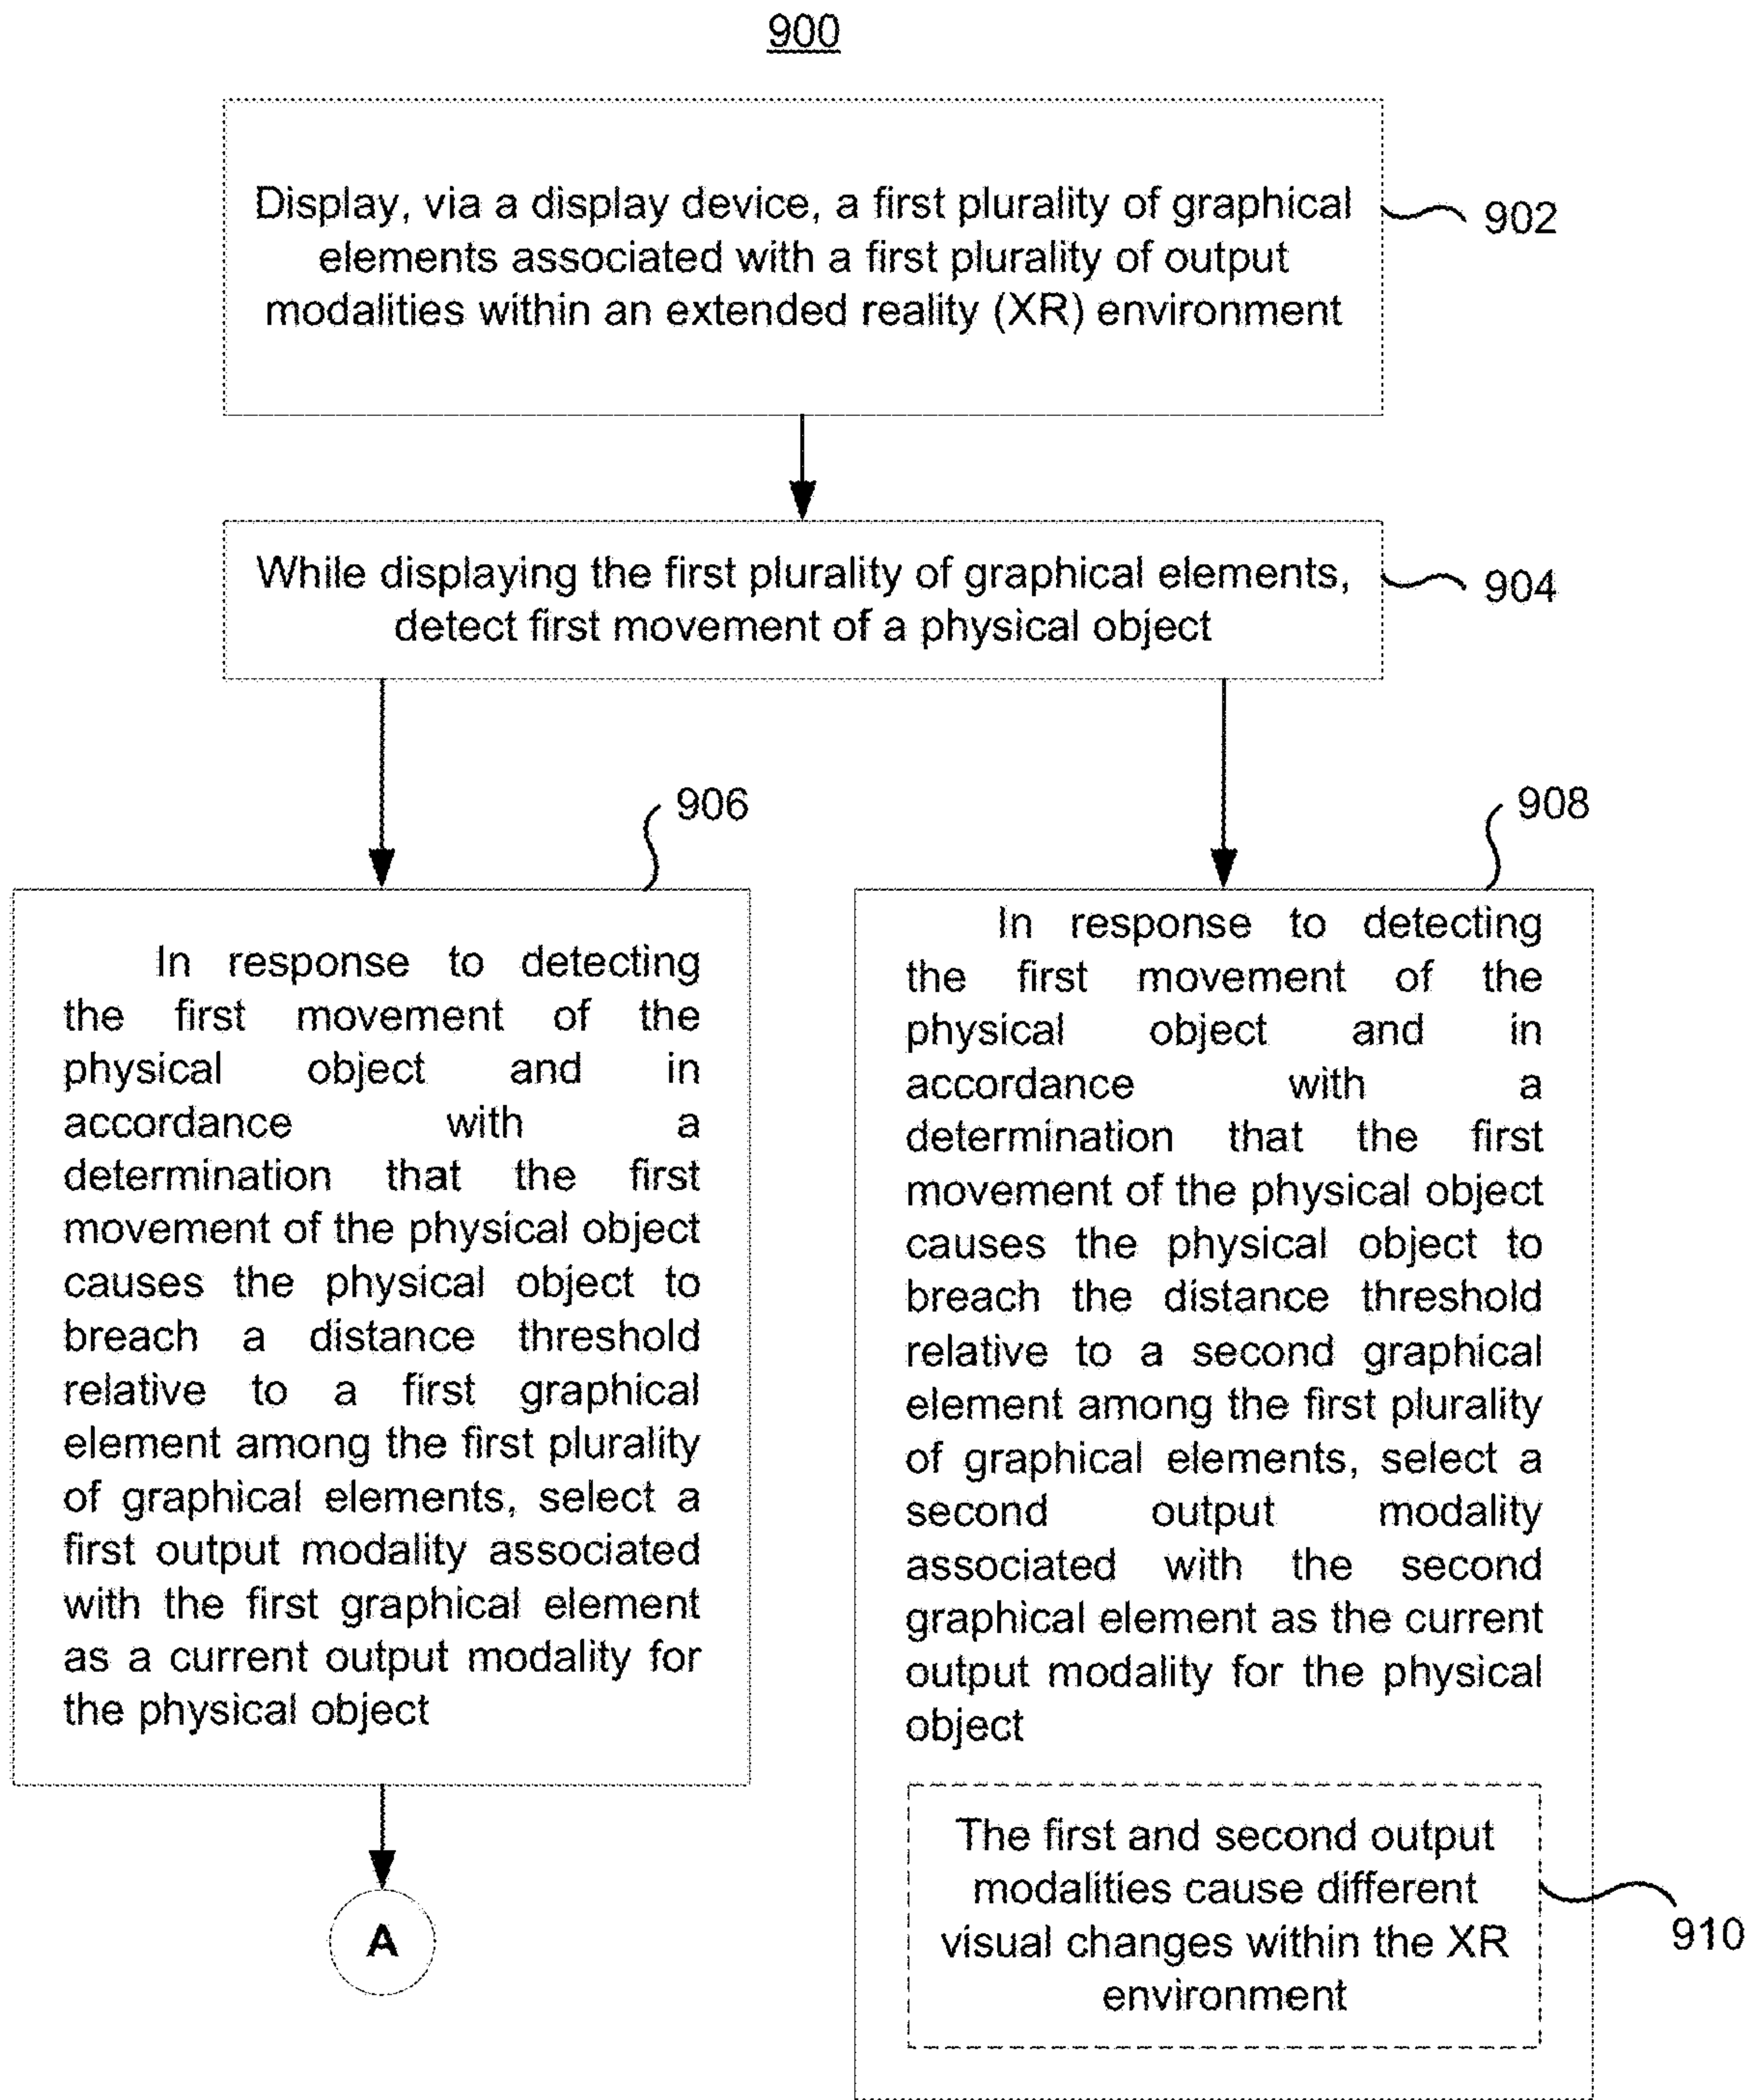 900
Display, via a display device, a first plurality of graphical
elements associated with a first plurality of output
modalities within an extended reality (XR) environment
902
While displaying the first plurality of graphical elements,
detect first movement of a physical object
904
906
In response to detecting
the first movement of the
physical object and in
accordance with a
determination that the first
movement of the physical object
causes the physical object to
breach a distance threshold
relative to a first graphical
element among the first plurality
of graphical elements, select a
first output modality associated
with the first graphical element
as a current output modality for
the physical object
A
908
In response to detecting
the first movement of the
physical object and in
accordance with a
determination that the first
movement of the physical object
causes the physical object to
breach the distance threshold
relative to a second graphical
element among the first plurality
of graphical elements, select a
second output modality
associated with the second
graphical element as the current
output modality for the physical
object
The first and second output
modalities cause different
visual changes within the XR
environment
910